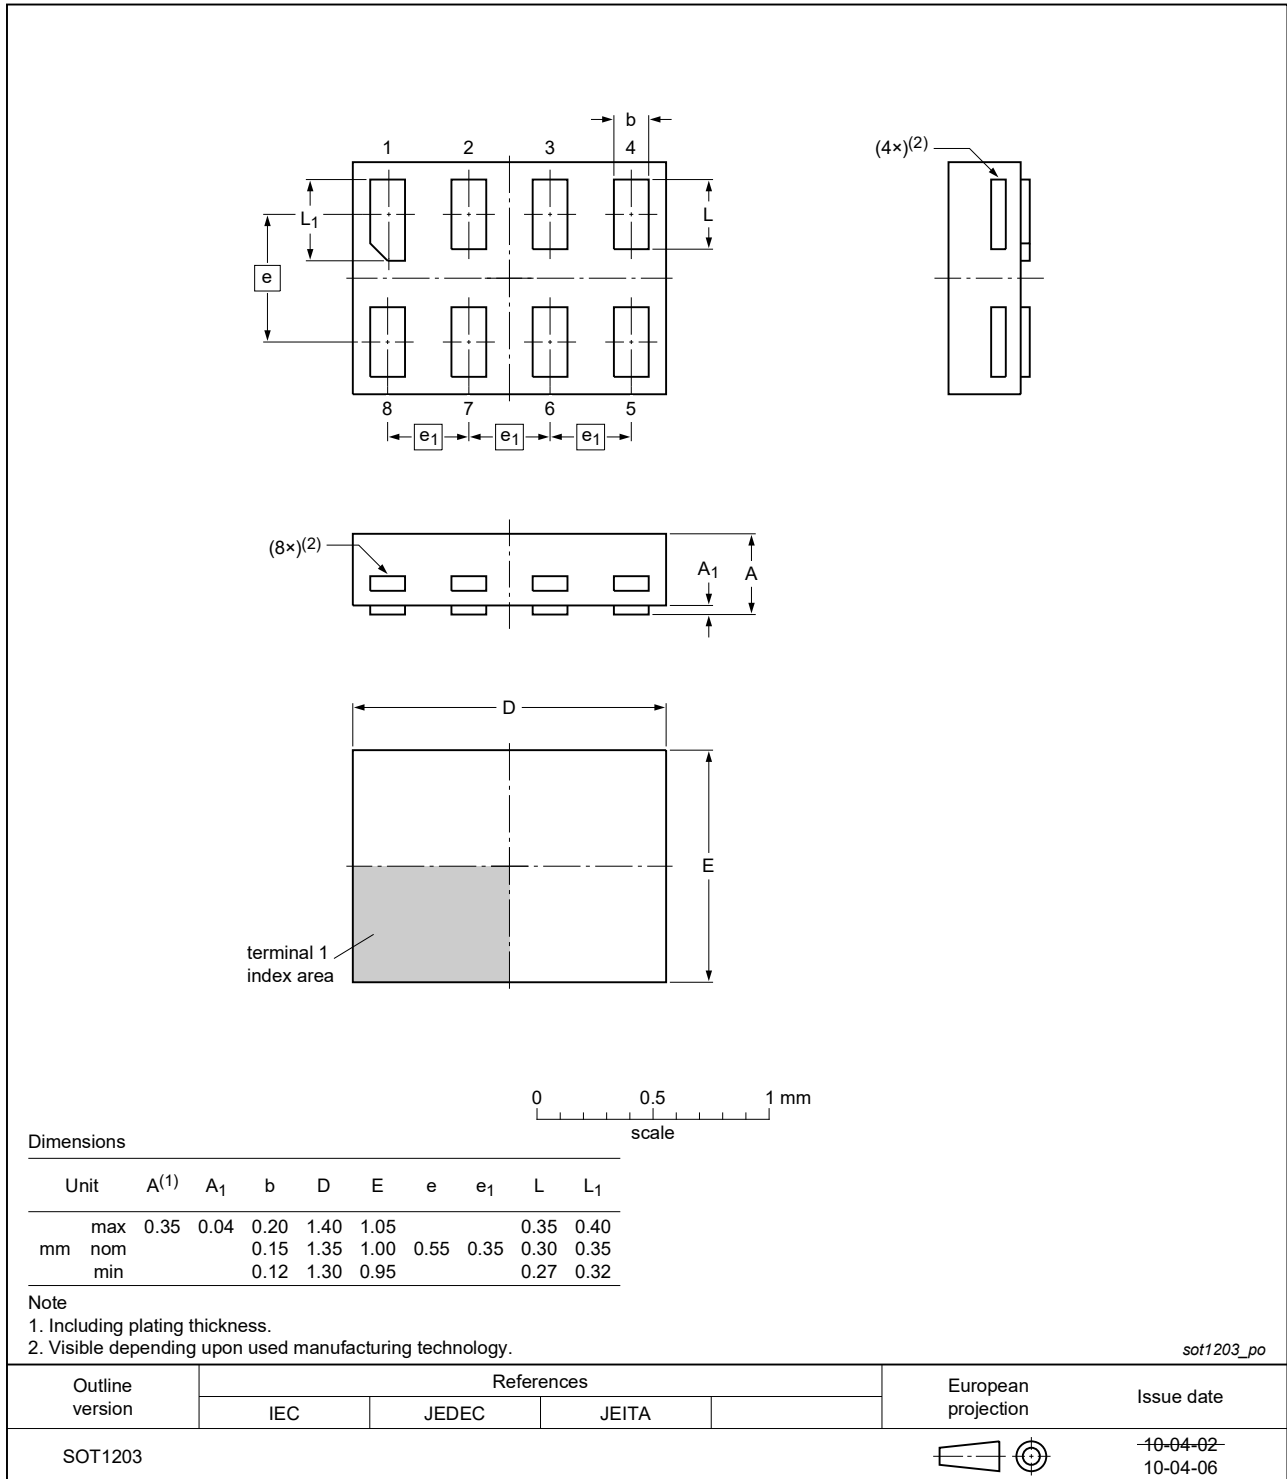 b
1 2 3 4
(4×)(2)
L1
L
e
8 7 6 5
e1 e1 e1
(8×)(2)
A1 A
D
E
terminal 1
index area
0 0.5 1 mm
scale
Dimensions
Unit A(1) A1 b D E e e1 L L1
max 0.35 0.04 0.20 1.40 1.05 0.35 0.40
mm nom 0.15 1.35 1.00 0.55 0.35 0.30 0.35
min 0.12 1.30 0.95 0.27 0.32
Note
1. Including plating thickness.
2. Visible depending upon used manufacturing technology.
sot1203_po
Outline version References European projection Issue date
IEC JEDEC JEITA
SOT1203
10-04-02
10-04-06